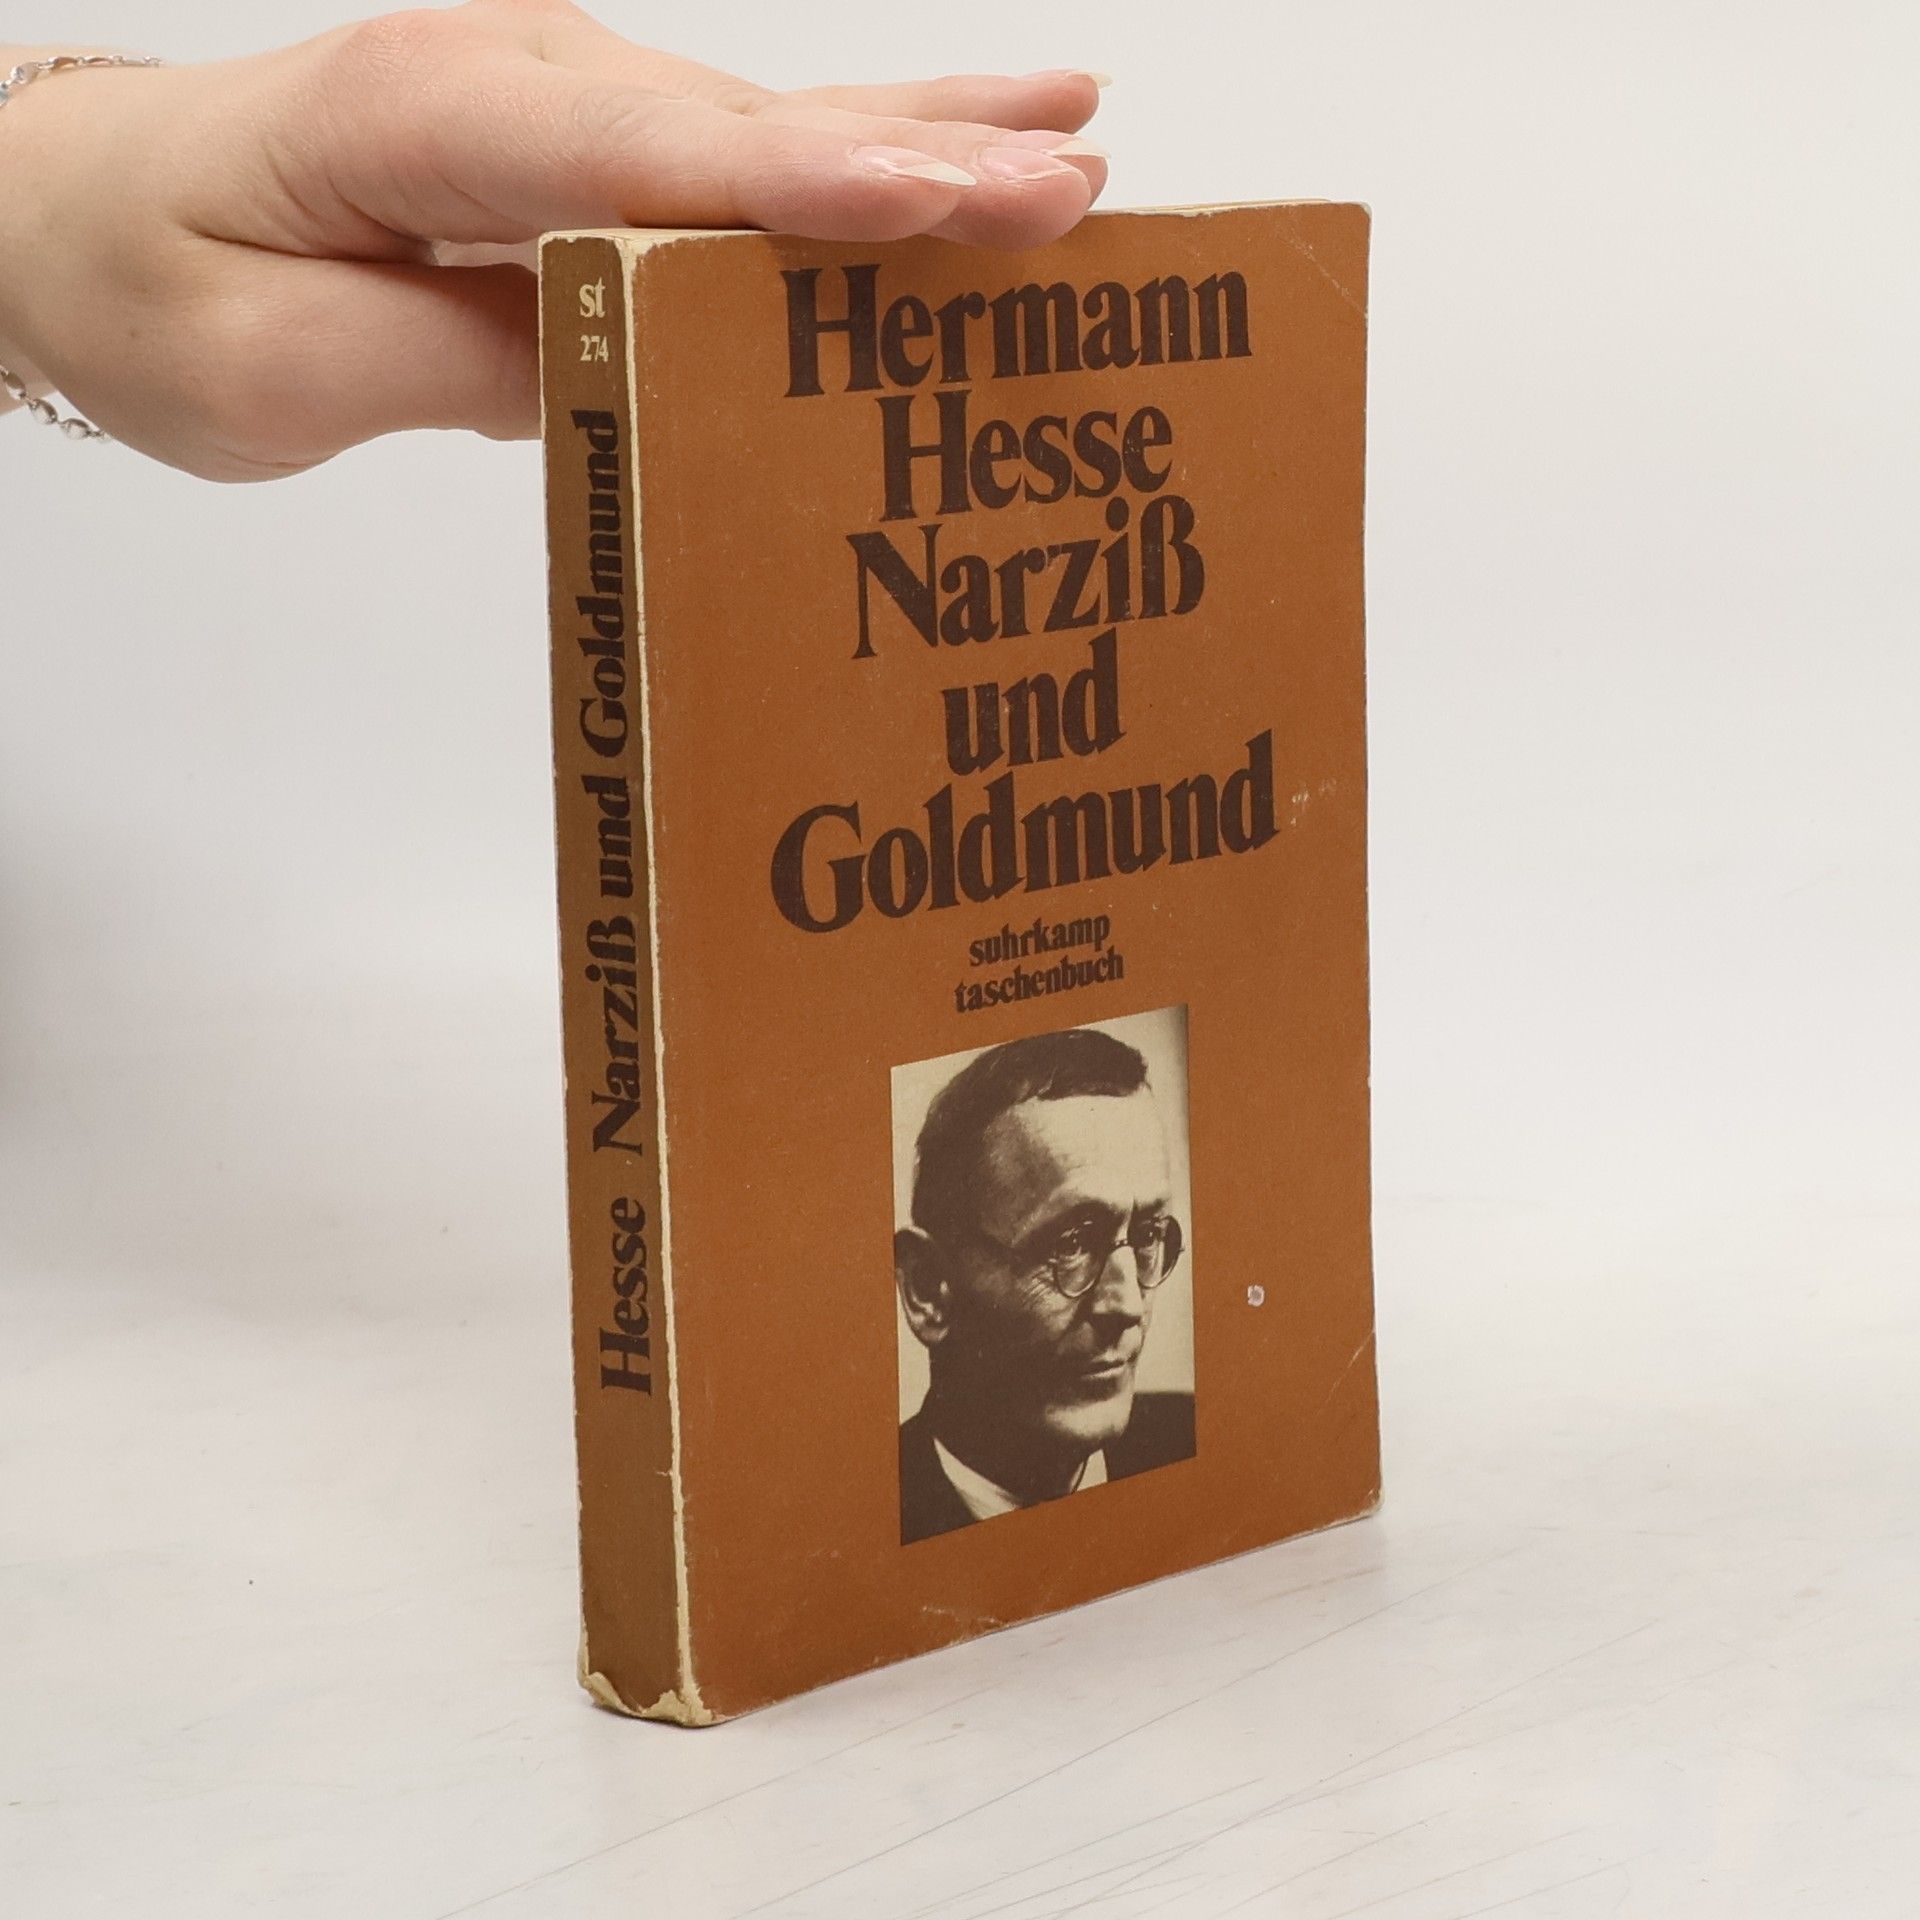 st
274
Hesse Narziß und Goldmund
Hermann
Hesse
Narziß
und
Goldmund
suhrkamp
taschenbuch